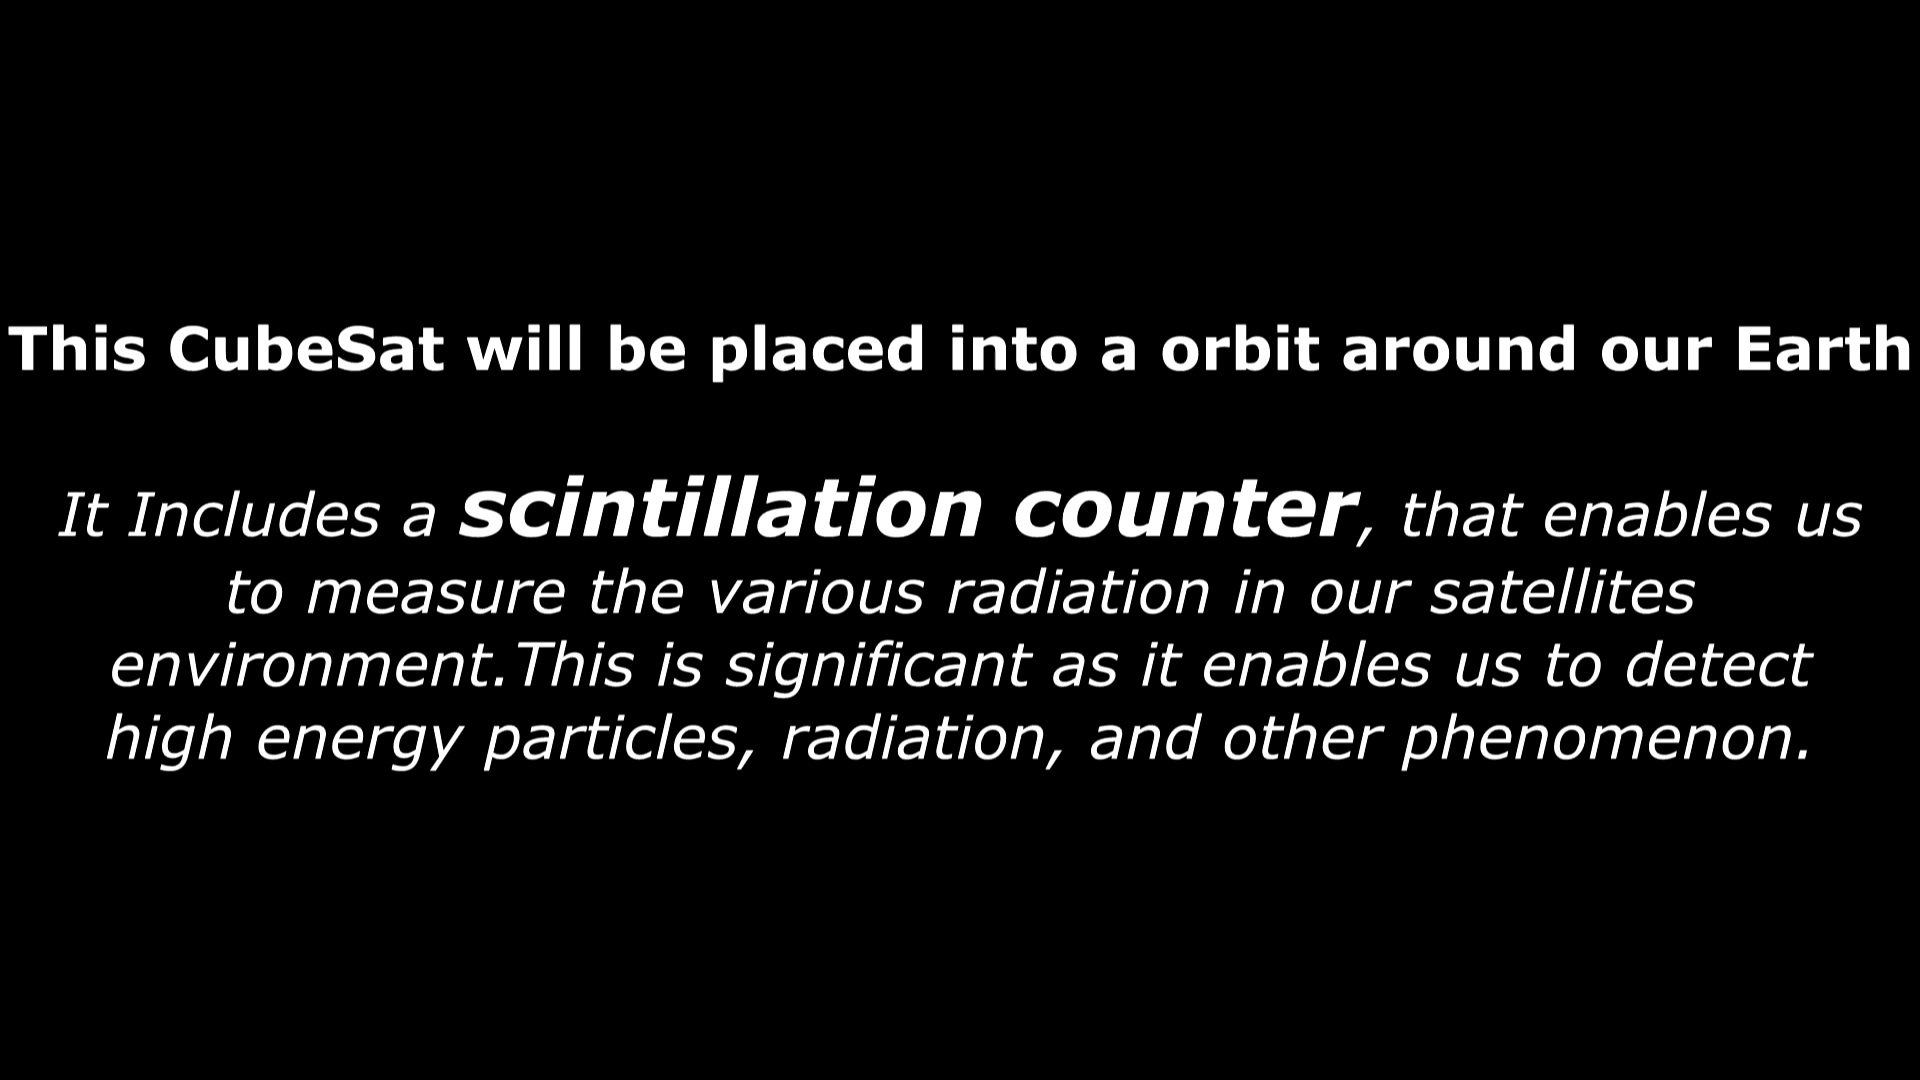 This CubeSat will be placed into a orbit around our Earth
It Includes a scintillation counter, that enables us
to measure the various radiation in our satellites
environment.This is significant as it enables us to detect
high energy particles, radiation, and other phenomenon.